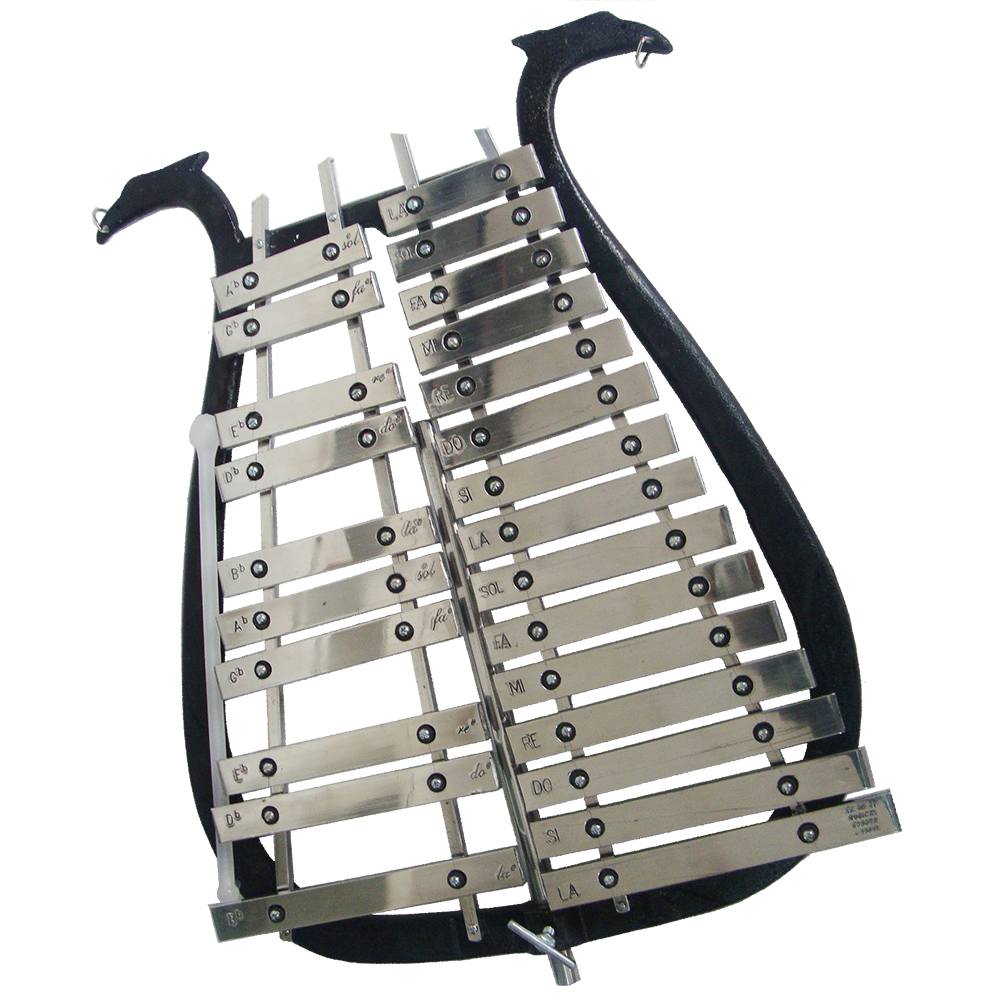 A♭ sol#
G♭ fa#
E♭ re#
D♭ do#
B♭ la#
A♭ sol#
G♭ fa#
E♭ re#
D♭ do#
B♭ la#
LA
SOL
FA
MI
RE
DO
SI
LA
SOL
FA
MI
RE
DO
SI
LA